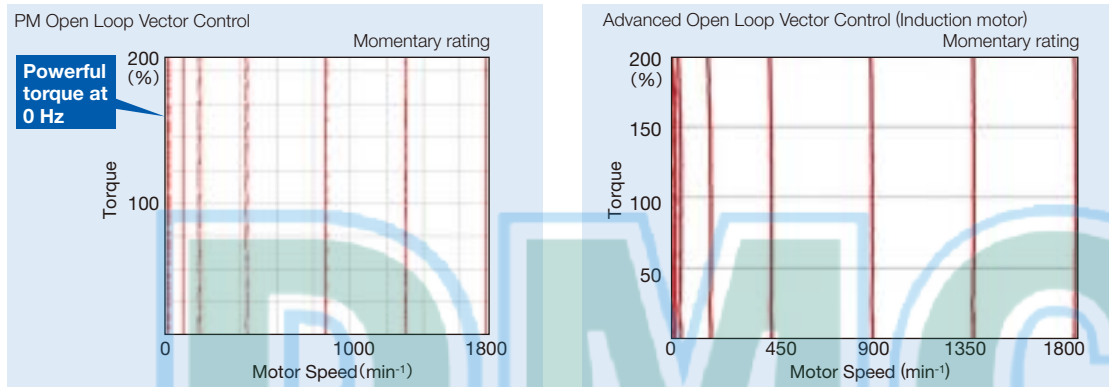 PM Open Loop Vector Control
Momentary rating
200
(%)
Powerful
torque at
0 Hz
Torque
100
0 1000 1800
Motor Speed(min-1)
Advanced Open Loop Vector Control (Induction motor)
Momentary rating
200
(%)
150
Torque
100
50
0 450 900 1350 1800
Motor Speed (min-1)
DMC